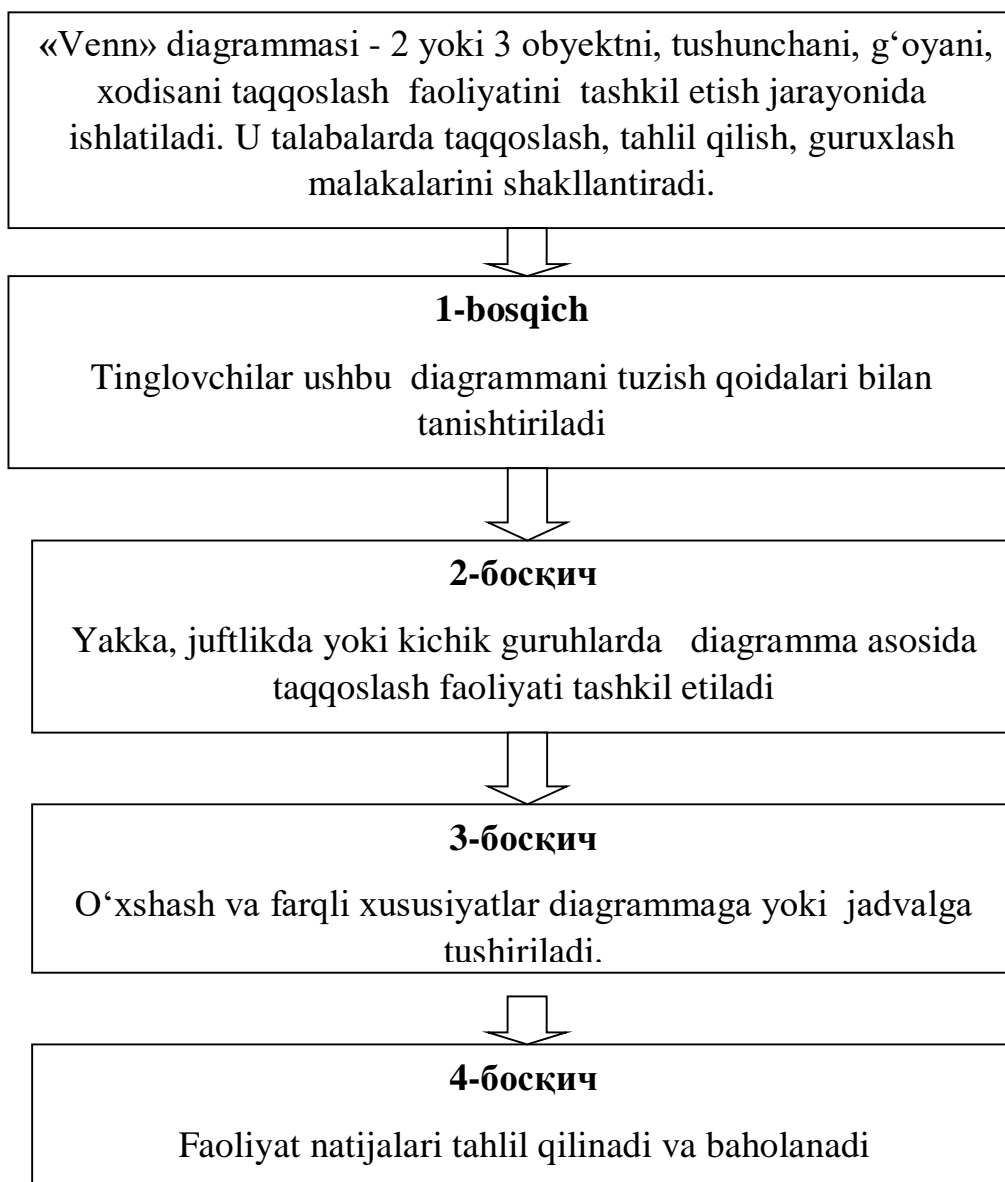 «Venn» diagrammasi - 2 yoki 3 obyektni, tushunchani, g‘oyani,
xodisani taqqoslash faoliyatini tashkil etish jarayonida
ishlatiladi. U talabalarda taqqoslash, tahlil qilish, guruxlash
malakalarini shakllantiradi.
1-bosqich
Tinglovchilar ushbu diagrammani tuzish qoidalari bilan
tanishtiriladi
2-босқич
Yakka, juftlikda yoki kichik guruhlarda diagramma asosida
taqqoslash faoliyati tashkil etiladi
3-босқич
O‘xshash va farqli xususiyatlar diagrammaga yoki jadvalga
tushiriladi.
4-босқич
Faoliyat natijalari tahlil qilinadi va baholanadi